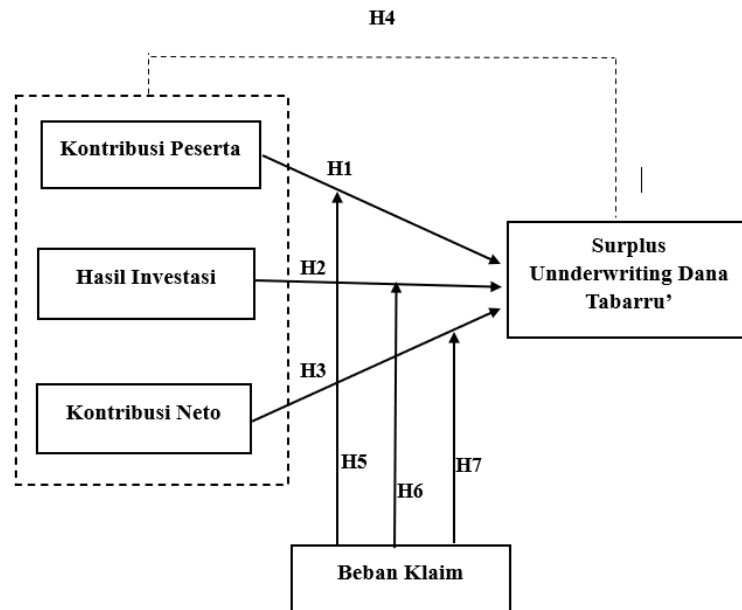 H4
Kontribusi Peserta
H1
Hasil Investasi
H2
Surplus
Unnderwriting Dana
Tabarru’
Kontribusi Neto
H3
H5
H6
H7
Beban Klaim